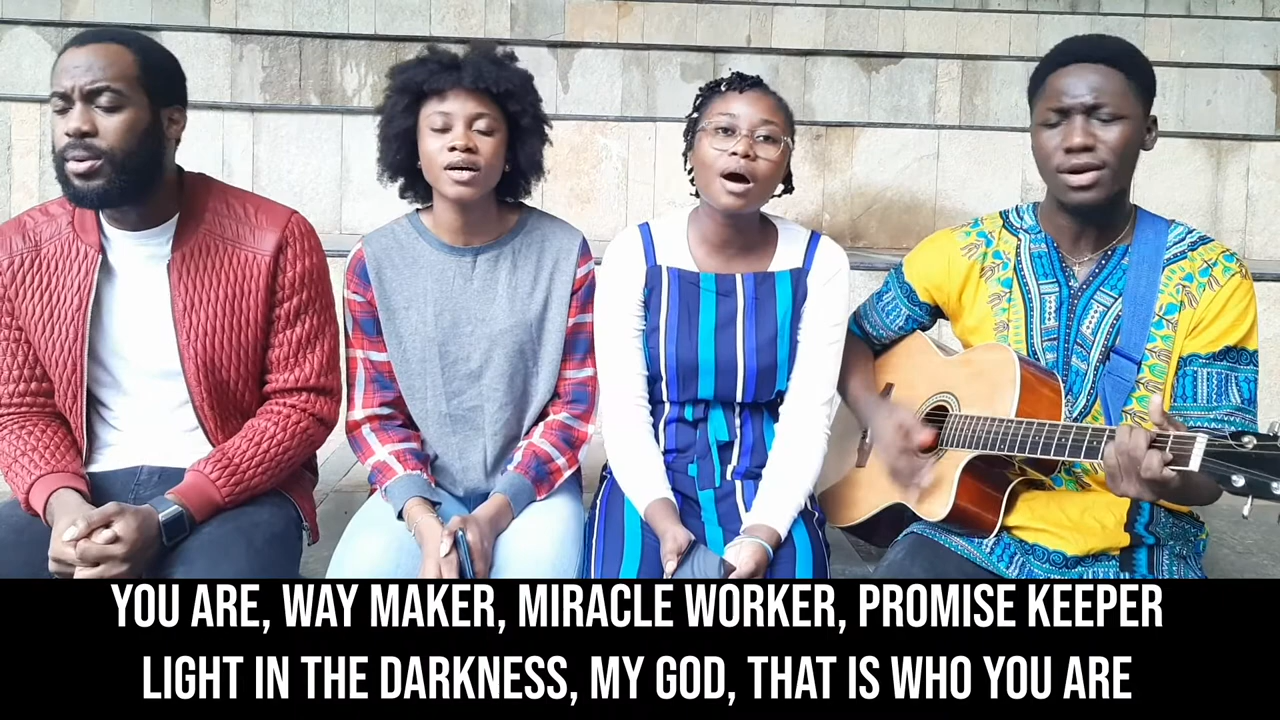 YOU ARE, WAY MAKER, MIRACLE WORKER, PROMISE KEEPER
LIGHT IN THE DARKNESS, MY GOD, THAT IS WHO YOU ARE